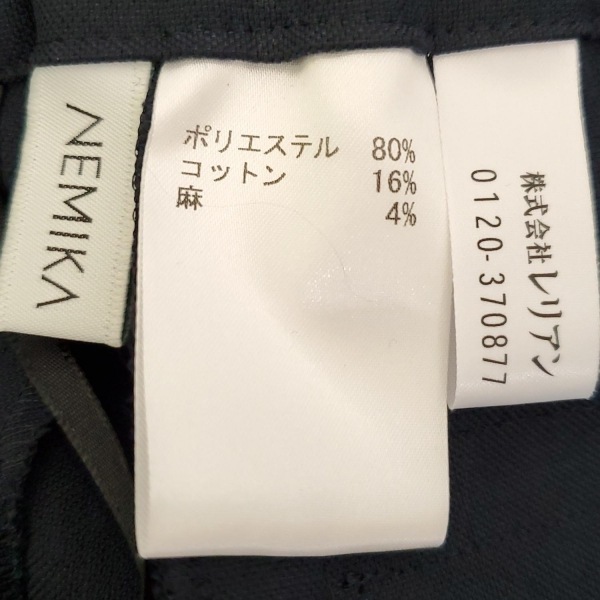 NEMIKA
ポリエステル 80%
コットン 16%
麻 4%
株式会社レリアン
0120-370877